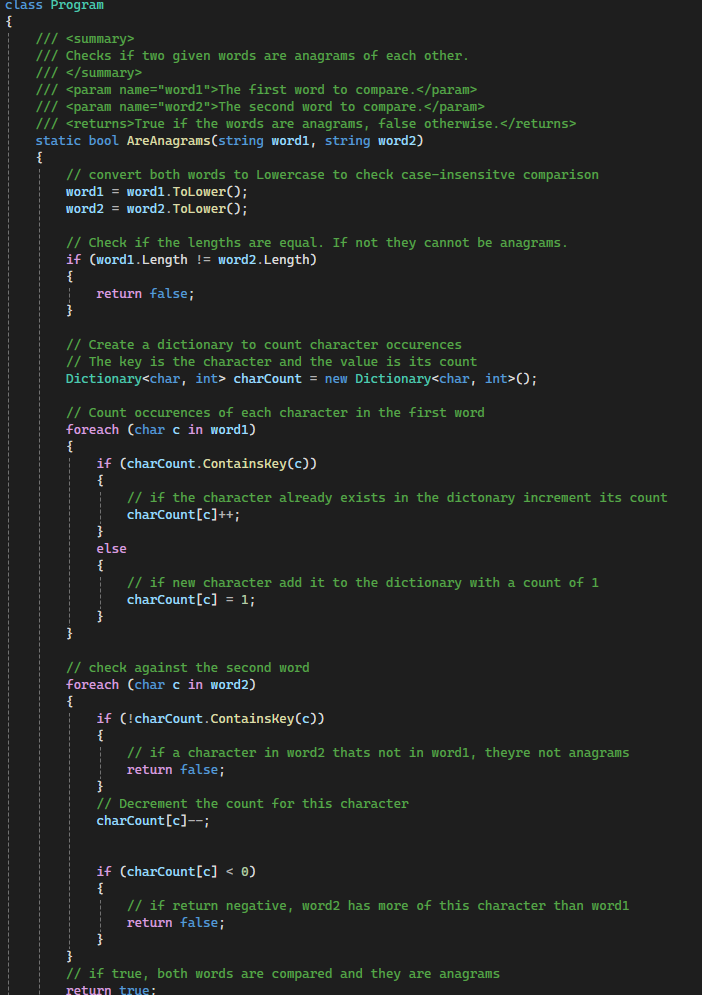 class Program
{
/// <summary>
/// Checks if two given words are anagrams of each other.
/// </summary>
/// <param name="word1">The first word to compare.</param>
/// <param name="word2">The second word to compare.</param>
/// <returns>True if the words are anagrams, false otherwise.</returns>
static bool AreAnagrams(string word1, string word2)
{
// convert both words to Lowercase to check case-insensitve comparison
word1 = word1.ToLower();
word2 = word2.ToLower();
// Check if the lengths are equal. If not they cannot be anagrams.
if (word1.Length != word2.Length)
{
return false;
}
// Create a dictionary to count character occurences
// The key is the character and the value is its count
Dictionary<char, int> charCount = new Dictionary<char, int>();
// Count occurences of each character in the first word
foreach (char c in word1)
{
if (charCount.ContainsKey(c))
{
// if the character already exists in the dictonary increment its count
charCount[c]++;
}
else
{
// if new character add it to the dictionary with a count of 1
charCount[c] = 1;
}
}
// check against the second word
foreach (char c in word2)
{
if (!charCount.ContainsKey(c))
{
// if a character in word2 thats not in word1, theyre not anagrams
return false;
}
// Decrement the count for this character
charCount[c]--;
if (charCount[c] < 0)
{
// if return negative, word2 has more of this character than word1
return false;
}
}
// if true, both words are compared and they are anagrams
return true;